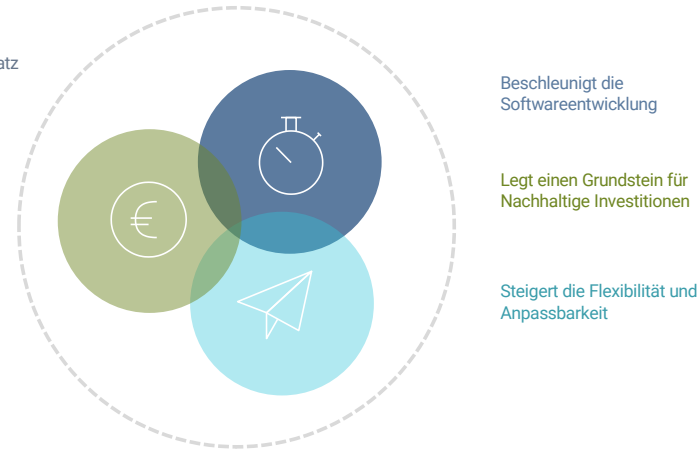 atz
Beschleunigt die
Softwareentwicklung
Legt einen Grundstein für
Nachhaltige Investitionen
Steigert die Flexibilität und
Anpassbarkeit
€